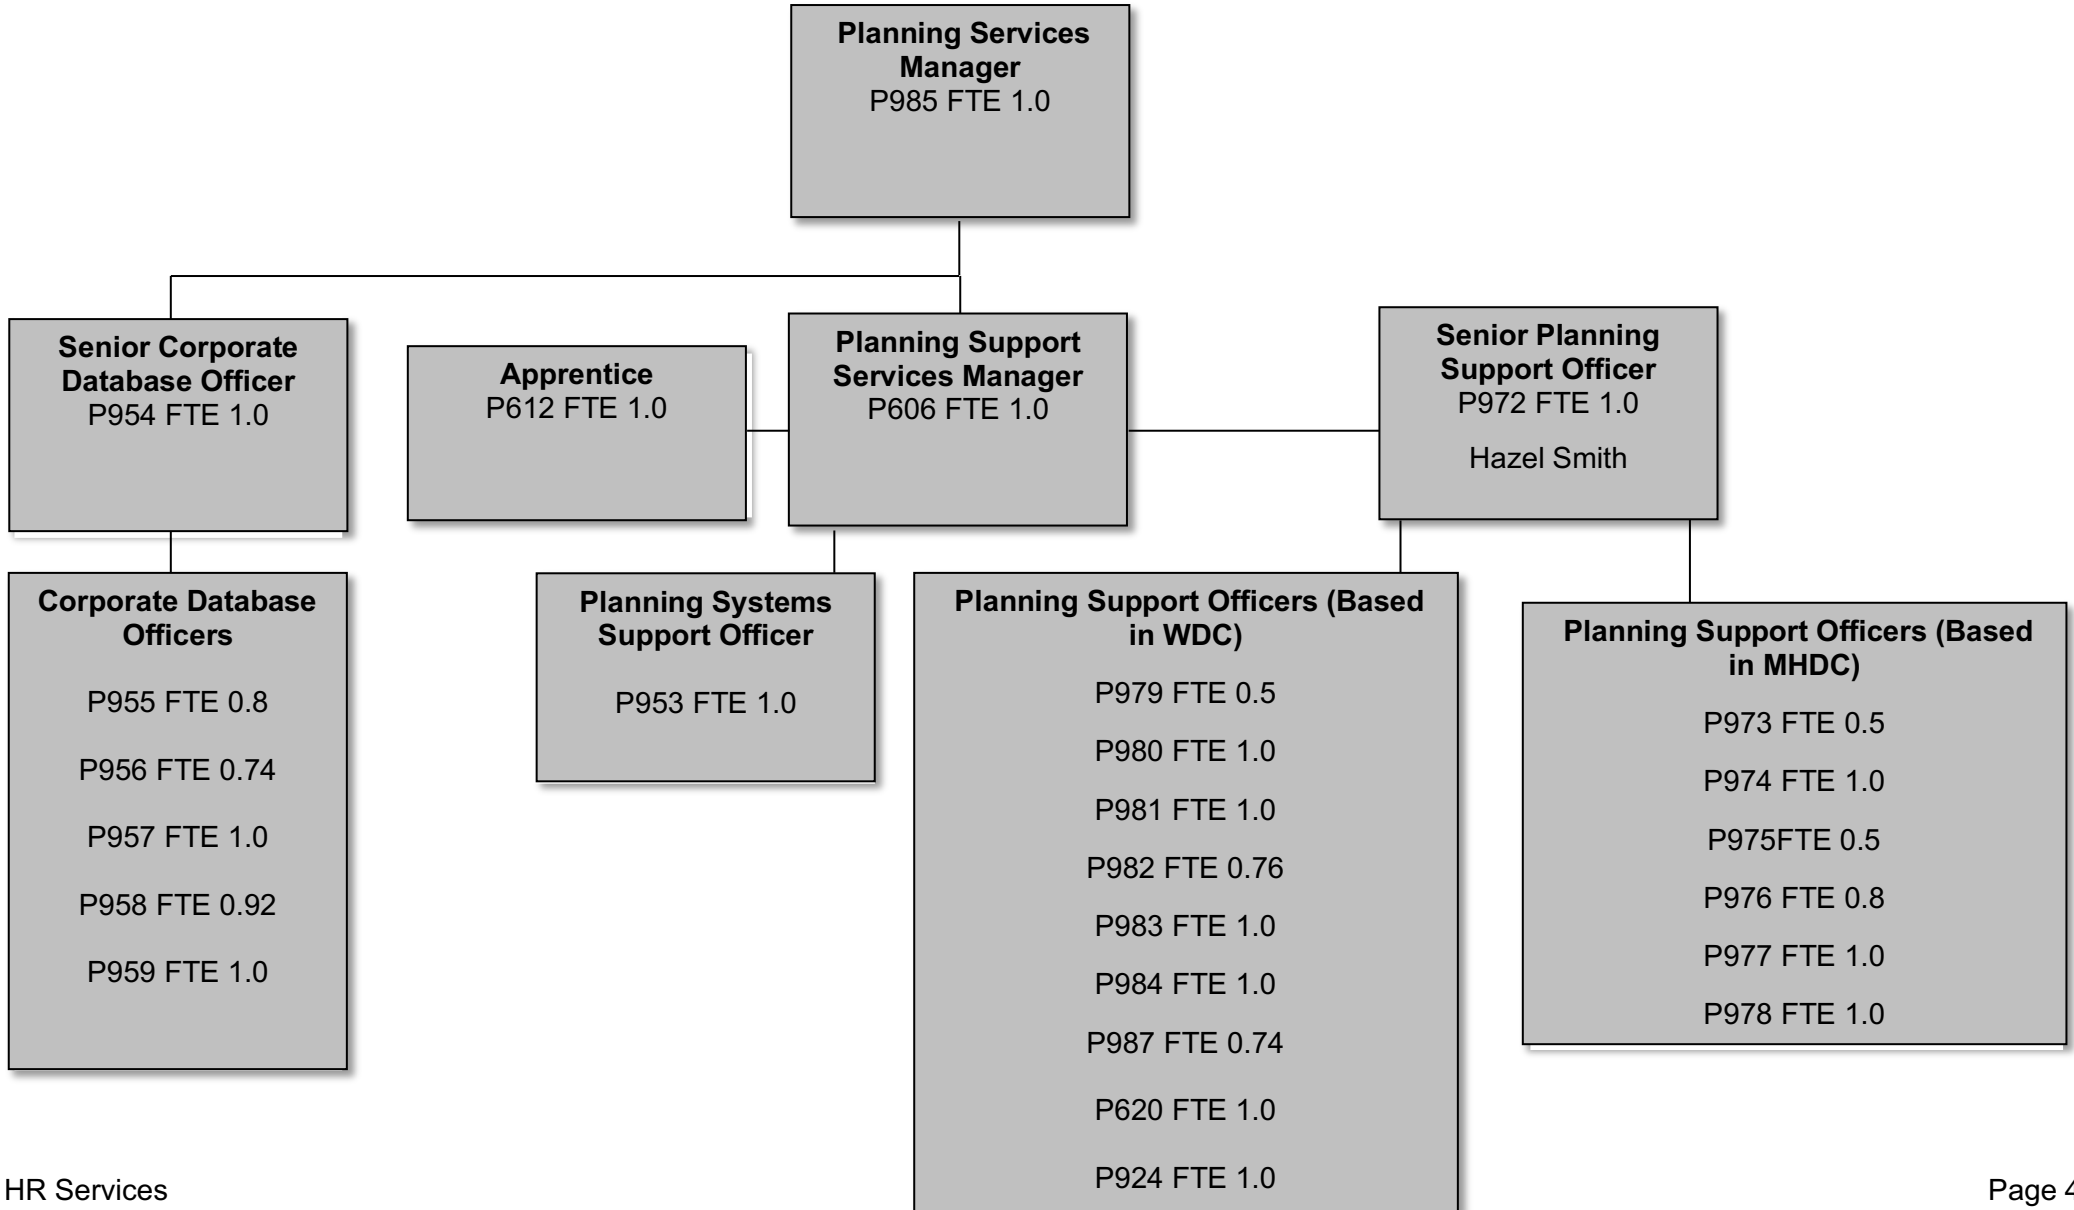 Planning Services
Manager
P985 FTE 1.0
Senior Corporate
Database Officer
P954 FTE 1.0
Apprentice
P612 FTE 1.0
Planning Support
Services Manager
P606 FTE 1.0
Senior Planning
Support Officer
P972 FTE 1.0
Hazel Smith
Corporate Database
Officers
P955 FTE 0.8
P956 FTE 0.74
P957 FTE 1.0
P958 FTE 0.92
P959 FTE 1.0
Planning Systems
Support Officer
P953 FTE 1.0
Planning Support Officers (Based
in WDC)
P979 FTE 0.5
P980 FTE 1.0
P981 FTE 1.0
P982 FTE 0.76
P983 FTE 1.0
P984 FTE 1.0
P987 FTE 0.74
P620 FTE 1.0
P924 FTE 1.0
Planning Support Officers (Based
in MHDC)
P973 FTE 0.5
P974 FTE 1.0
P975FTE 0.5
P976 FTE 0.8
P977 FTE 1.0
P978 FTE 1.0
HR Services
Page 4